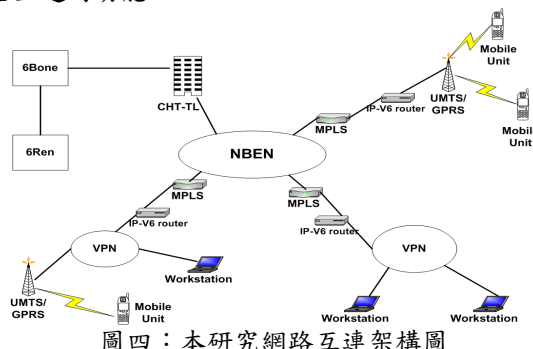 Mobile
Unit
6Bone
CHT-TL
UMTS/
GPRS
IP-V6 router
MPLS
Mobil
Unit
6Ren
NBEN
MPLS
MPLS
IP-V6 router
IP-V6 router
VPN
VPN
Workstation
UMTS/
GPRS
Mobile
Unit
Workstation
Workstation
圖四：本研究網路互連架構圖